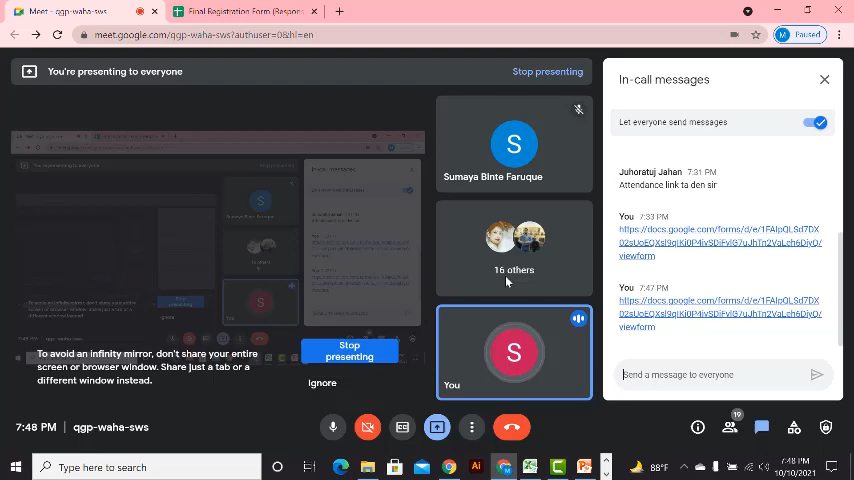 Meet - qgp-waha-sws
Final Registration Form (Respons
meet.google.com/qgp-waha-sws?authuser=0&hl=en
M
Paused
You're presenting to everyone
Stop presenting
To avoid an infinity mirror, don't share your entire
screen or browser window. Share just a tab or a
different window instead.
Stop
presenting
Ignore
S
Sumaya Binte Faruque
16 others
S
You
In-call messages
Let everyone send messages
Juhoratuj Jahan 7:31 PM
Attendance link ta den sir
You 7:33 PM
https://docs.google.com/forms/d/e/1FAIpQLSd7DX
02sUoEQXsl9qIKi0P4jvSDiFvlG7uJhTn2VaLeh6DjyQ/
viewform
You 7:47 PM
https://docs.google.com/forms/d/e/1FAIpQLSd7DX
02sUoEQXsl9qIKi0P4jvSDiFvlG7uJhTn2VaLeh6DjyQ/
viewform
Send a message to everyone
7:48 PM | qgp-waha-sws
19
Type here to search
Ai
88°F
7:48 PM
10/10/2021